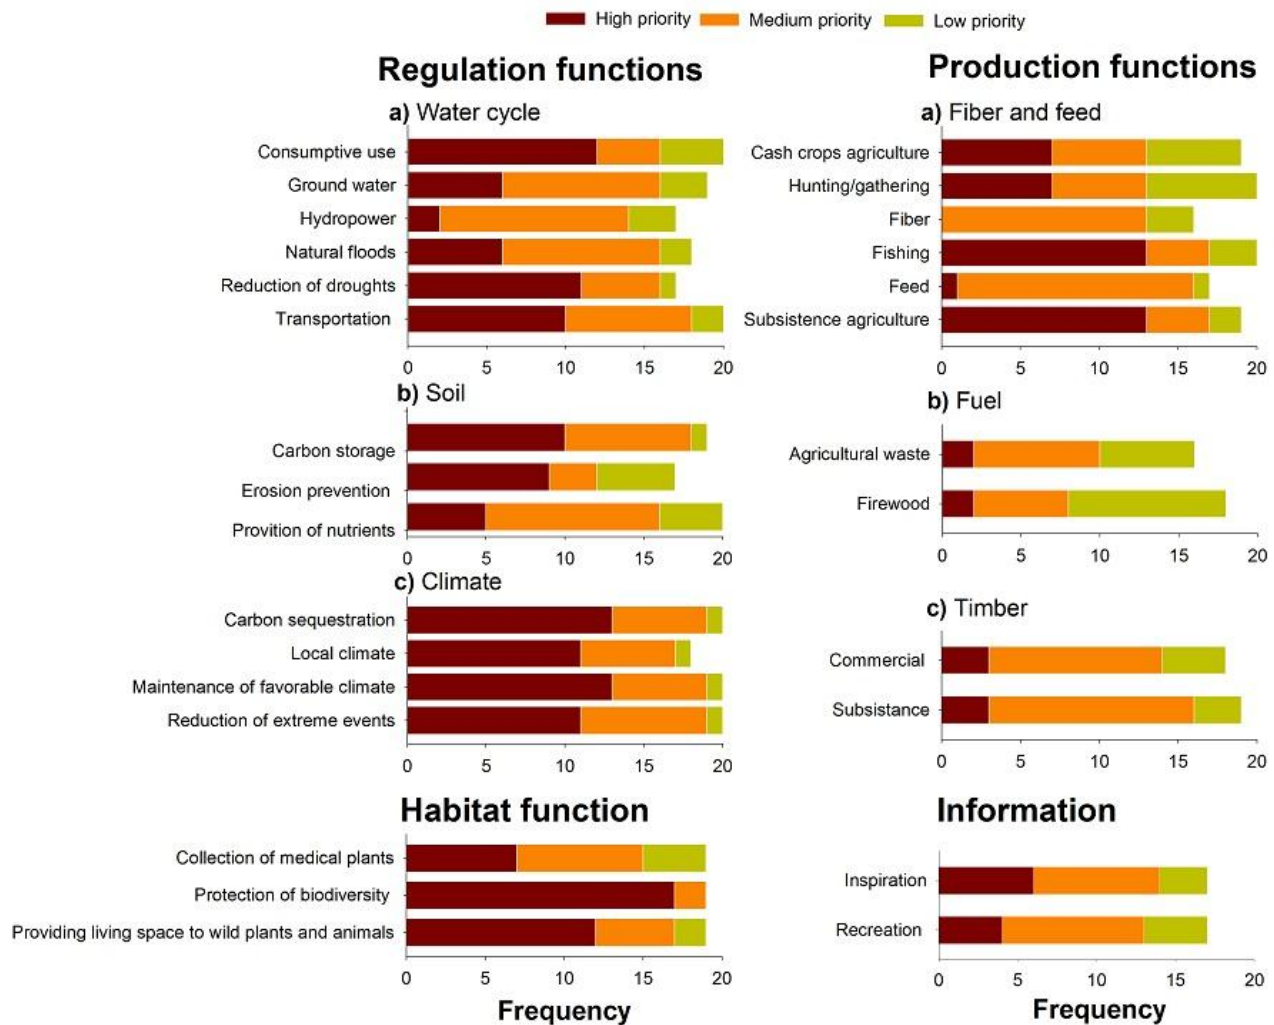 High priority Medium priority Low priority
Regulation functions
a) Water cycle
Consumptive use
Ground water
Hydropower
Natural floods
Reduction of droughts
Transportation
0 5 10 15 20
b) Soil
Carbon storage
Erosion prevention
Provition of nutrients
0 5 10 15 20
c) Climate
Carbon sequestration
Local climate
Maintenance of favorable climate
Reduction of extreme events
0 5 10 15 20
Habitat function
Collection of medical plants
Protection of biodiversity
Providing living space to wild plants and animals
0 5 10 15 20
Frequency
Production functions
a) Fiber and feed
Cash crops agriculture
Hunting/gathering
Fiber
Fishing
Feed
Subsistence agriculture
0 5 10 15 20
b) Fuel
Agricultural waste
Firewood
0 5 10 15 20
c) Timber
Commercial
Subsistance
0 5 10 15 20
Information
Inspiration
Recreation
0 5 10 15 20
Frequency